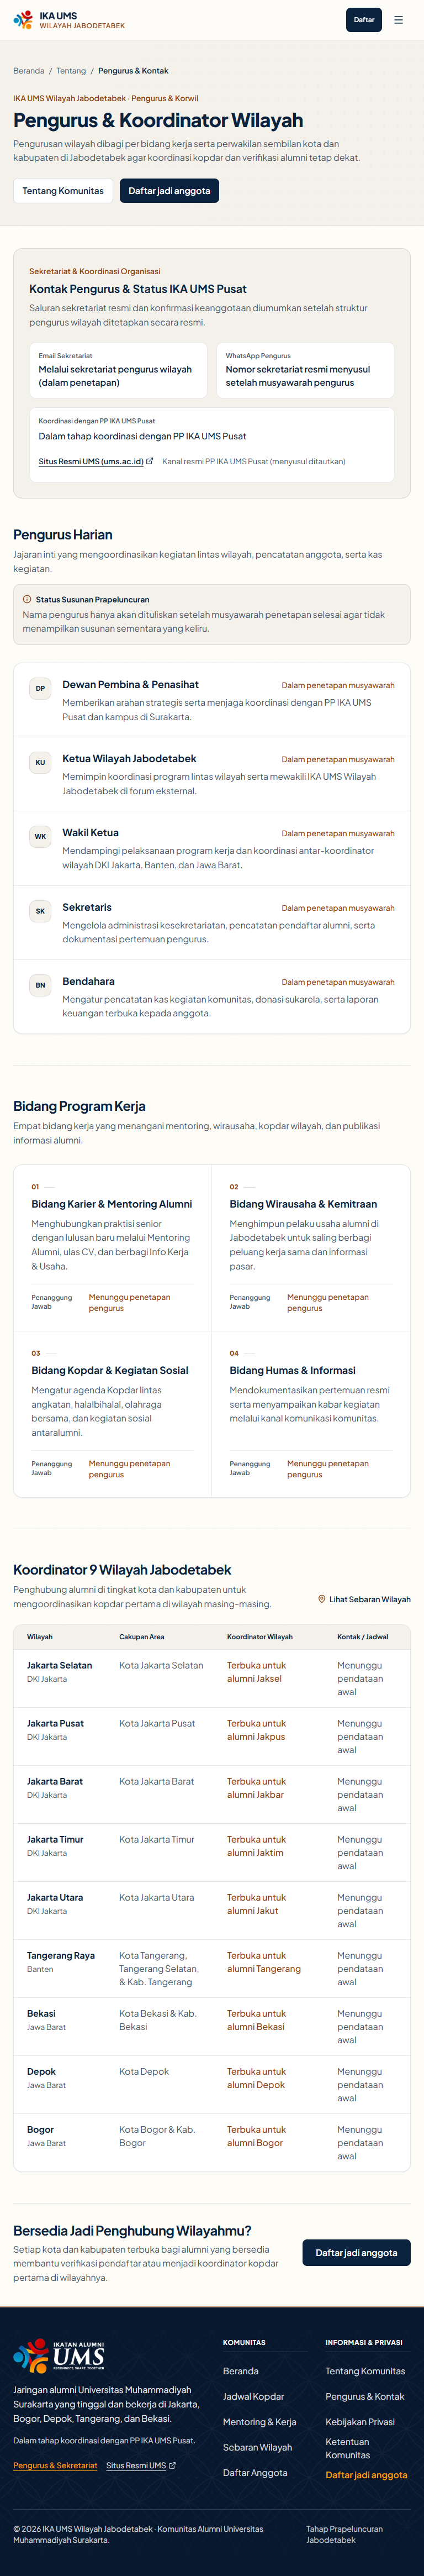 IKA UMS
WILAYAH JABODETABEK
Daftar
Beranda / Tentang / Pengurus & Kontak
IKA UMS Wilayah Jabodetabek · Pengurus & Korwil
Pengurus & Koordinator Wilayah
Pengurusan wilayah dibagi per bidang kerja serta perwakilan sembilan kota dan
kabupaten di Jabodetabek agar koordinasi kopdar dan verifikasi alumni tetap dekat.
Tentang Komunitas
Daftar jadi anggota
Sekretariat & Koordinasi Organisasi
Kontak Pengurus & Status IKA UMS Pusat
Saluran sekretariat resmi dan konfirmasi keanggotaan diumumkan setelah struktur
pengurus wilayah ditetapkan secara resmi.
Email Sekretariat
Melalui sekretariat pengurus wilayah
(dalam penetapan)
WhatsApp Pengurus
Nomor sekretariat resmi menyusul
setelah musyawarah pengurus
Koordinasi dengan PP IKA UMS Pusat
Dalam tahap koordinasi dengan PP IKA UMS Pusat
Situs Resmi UMS (ums.ac.id)
Kanal resmi PP IKA UMS Pusat (menyusul ditautkan)
Pengurus Harian
Jajaran inti yang mengoordinasikan kegiatan lintas wilayah, pencatatan anggota, serta kas
kegiatan.
Status Susunan Prapeluncuran
Nama pengurus hanya akan dituliskan setelah musyawarah penetapan selesai agar tidak
menampilkan susunan sementara yang keliru.
DP
Dewan Pembina & Penasihat
Dalam penetapan musyawarah
Memberikan arahan strategis serta menjaga koordinasi dengan PP IKA UMS
Pusat dan kampus di Surakarta.
KU
Ketua Wilayah Jabodetabek
Dalam penetapan musyawarah
Memimpin koordinasi program lintas wilayah serta mewakili IKA UMS Wilayah
Jabodetabek di forum eksternal.
WK
Wakil Ketua
Dalam penetapan musyawarah
Mendampingi pelaksanaan program kerja dan koordinasi antar-koordinator
wilayah DKI Jakarta, Banten, dan Jawa Barat.
SK
Sekretaris
Dalam penetapan musyawarah
Mengelola administrasi kesekretariatan, pencatatan pendaftar alumni, serta
dokumentasi pertemuan pengurus.
BN
Bendahara
Dalam penetapan musyawarah
Mengatur pencatatan kas kegiatan komunitas, donasi sukarela, serta laporan
keuangan terbuka kepada anggota.
Bidang Program Kerja
Empat bidang kerja yang menangani mentoring, wirausaha, kopdar wilayah, dan publikasi
informasi alumni.
01
Bidang Karier & Mentoring Alumni
Menghubungkan praktisi senior
dengan lulusan baru melalui Mentoring
Alumni, ulas CV, dan berbagi Info Kerja
& Usaha.
Penanggung
Jawab
Menunggu penetapan
pengurus
02
Bidang Wirausaha & Kemitraan
Menghimpun pelaku usaha alumni di
Jabodetabek untuk saling berbagi
peluang kerja sama dan informasi
pasar.
Penanggung
Jawab
Menunggu penetapan
pengurus
03
Bidang Kopdar & Kegiatan Sosial
Mengatur agenda Kopdar lintas
angkatan, halalbihalal, olahraga
bersama, dan kegiatan sosial
antaralumni.
Penanggung
Jawab
Menunggu penetapan
pengurus
04
Bidang Humas & Informasi
Mendokumentasikan pertemuan resmi
serta menyampaikan kabar kegiatan
melalui kanal komunikasi komunitas.
Penanggung
Jawab
Menunggu penetapan
pengurus
Koordinator 9 Wilayah Jabodetabek
Penghubung alumni di tingkat kota dan kabupaten untuk
mengoordinasikan kopdar pertama di wilayah masing-masing.
Lihat Sebaran Wilayah
Wilayah
Cakupan Area
Koordinator Wilayah
Kontak / Jadwal
Jakarta Selatan
DKI Jakarta
Kota Jakarta Selatan
Terbuka untuk
alumni Jaksel
Menunggu
pendataan
awal
Jakarta Pusat
DKI Jakarta
Kota Jakarta Pusat
Terbuka untuk
alumni Jakpus
Menunggu
pendataan
awal
Jakarta Barat
DKI Jakarta
Kota Jakarta Barat
Terbuka untuk
alumni Jakbar
Menunggu
pendataan
awal
Jakarta Timur
DKI Jakarta
Kota Jakarta Timur
Terbuka untuk
alumni Jaktim
Menunggu
pendataan
awal
Jakarta Utara
DKI Jakarta
Kota Jakarta Utara
Terbuka untuk
alumni Jakut
Menunggu
pendataan
awal
Tangerang Raya
Banten
Kota Tangerang,
Tangerang Selatan,
& Kab. Tangerang
Terbuka untuk
alumni Tangerang
Menunggu
pendataan
awal
Bekasi
Jawa Barat
Kota Bekasi & Kab.
Bekasi
Terbuka untuk
alumni Bekasi
Menunggu
pendataan
awal
Depok
Jawa Barat
Kota Depok
Terbuka untuk
alumni Depok
Menunggu
pendataan
awal
Bogor
Jawa Barat
Kota Bogor & Kab.
Bogor
Terbuka untuk
alumni Bogor
Menunggu
pendataan
awal
Bersedia Jadi Penghubung Wilayahmu?
Setiap kota dan kabupaten terbuka bagi alumni yang bersedia
membantu verifikasi pendaftar atau menjadi koordinator kopdar
pertama di wilayahnya.
Daftar jadi anggota
IKATAN ALUMNI
UMS
RECONNECT, SHARE, TOGETHER
Jaringan alumni Universitas Muhammadiyah
Surakarta yang tinggal dan bekerja di Jakarta,
Bogor, Depok, Tangerang, dan Bekasi.
Dalam tahap koordinasi dengan PP IKA UMS Pusat.
Pengurus & Sekretariat
Situs Resmi UMS
KOMUNITAS
Beranda
Jadwal Kopdar
Mentoring & Kerja
Sebaran Wilayah
Daftar Anggota
INFORMASI & PRIVASI
Tentang Komunitas
Pengurus & Kontak
Kebijakan Privasi
Ketentuan
Komunitas
Daftar jadi anggota
© 2026 IKA UMS Wilayah Jabodetabek · Komunitas Alumni Universitas
Muhammadiyah Surakarta.
Tahap Prapeluncuran
Jabodetabek